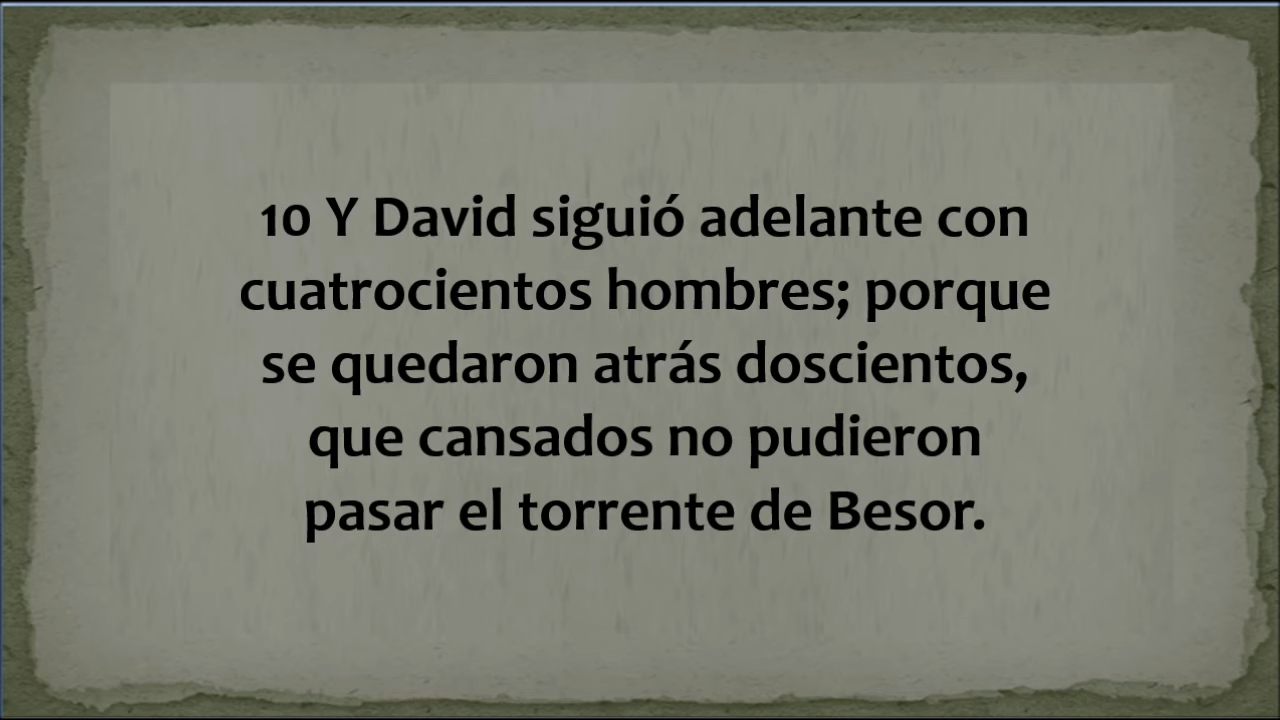 10 Y David siguió adelante con
cuatrocientos hombres; porque
se quedaron atrás doscientos,
que cansados no pudieron
pasar el torrente de Besor.